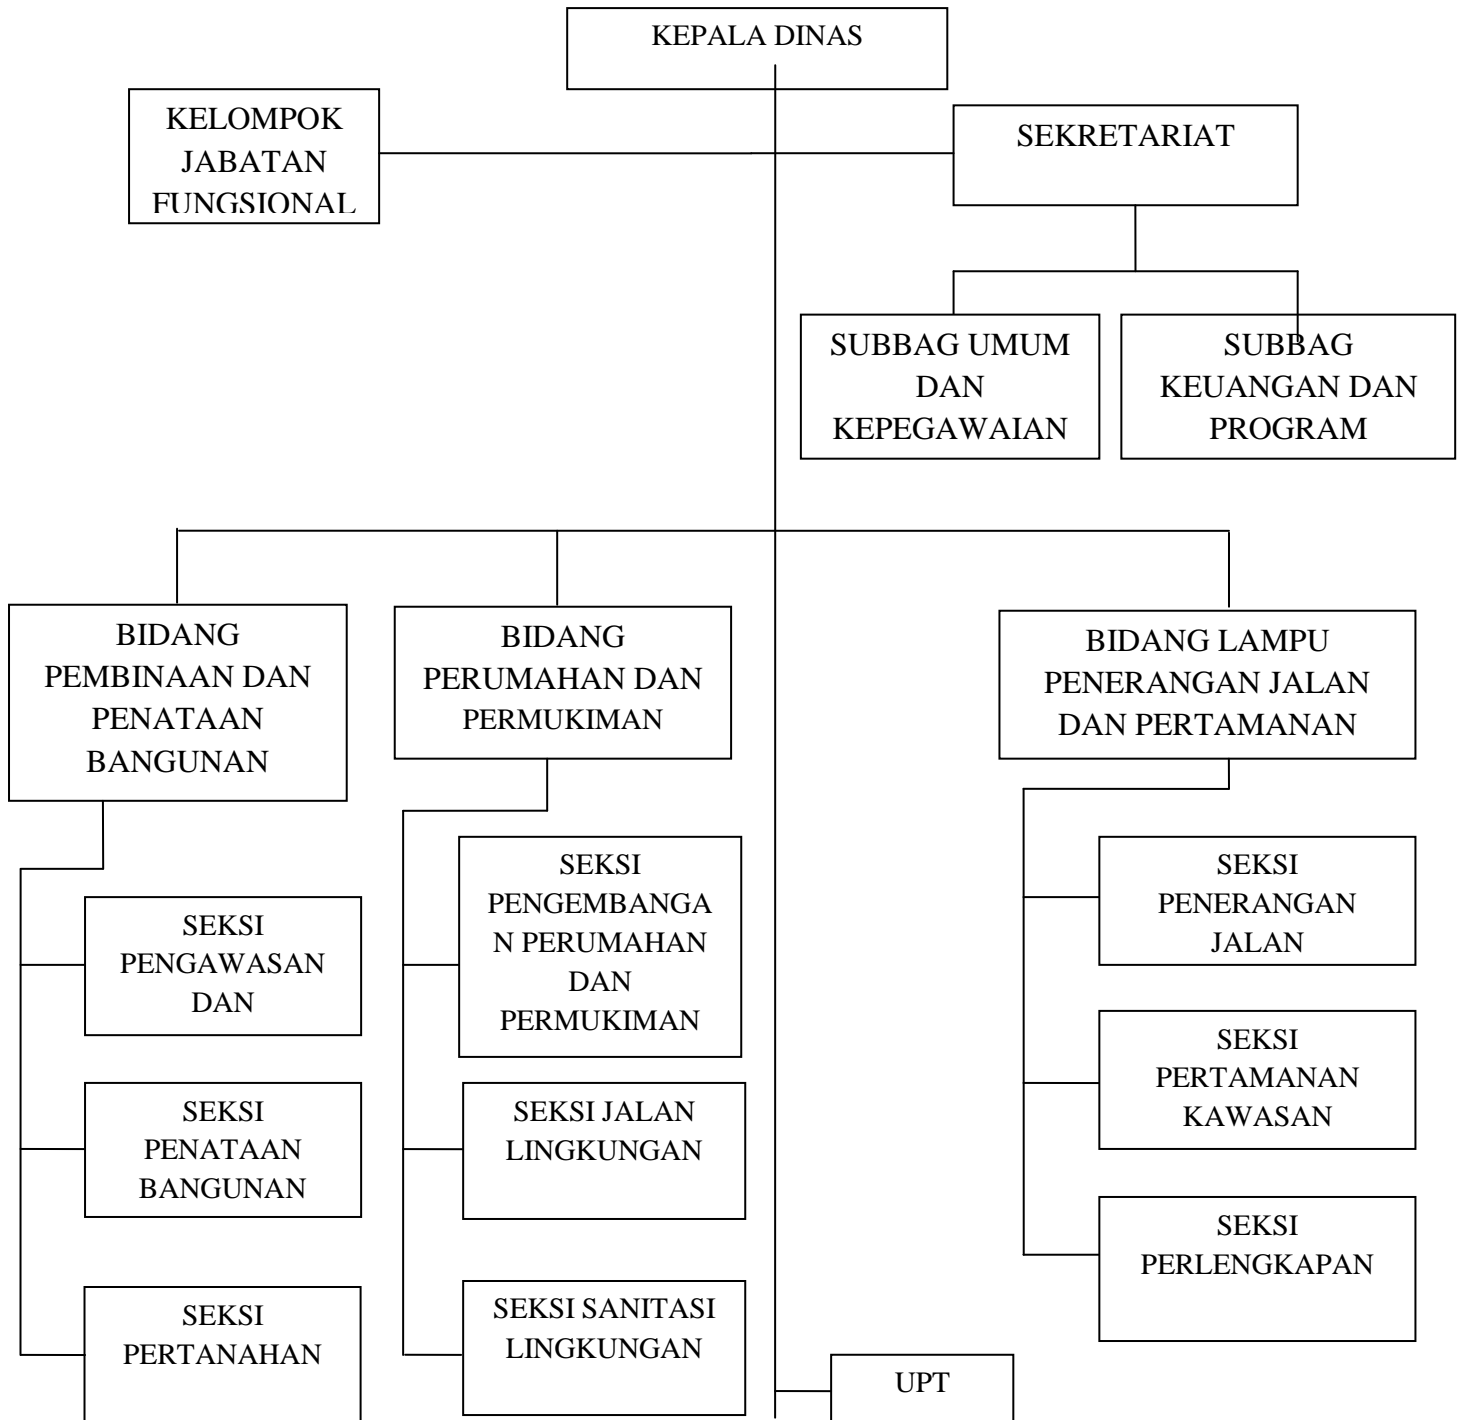 KEPALA DINAS
KELOMPOK
JABATAN
FUNGSIONAL
SEKRETARIAT
SUBBAG UMUM
DAN
KEPEGAWAIAN
SUBBAG
KEUANGAN DAN
PROGRAM
BIDANG
PEMBINAAN DAN
PENATAAN
BANGUNAN
BIDANG
PERUMAHAN DAN
PERMUKIMAN
BIDANG LAMPU
PENERANGAN JALAN
DAN PERTAMANAN
SEKSI
PENGAWASAN
DAN
SEKSI
PENATAAN
BANGUNAN
SEKSI
PERTANAHAN
SEKSI
PENGEMBANGA
N PERUMAHAN
DAN
PERMUKIMAN
SEKSI JALAN
LINGKUNGAN
SEKSI SANITASI
LINGKUNGAN
SEKSI
PENERANGAN
JALAN
SEKSI
PERTAMANAN
KAWASAN
SEKSI
PERLENGKAPAN
UPT